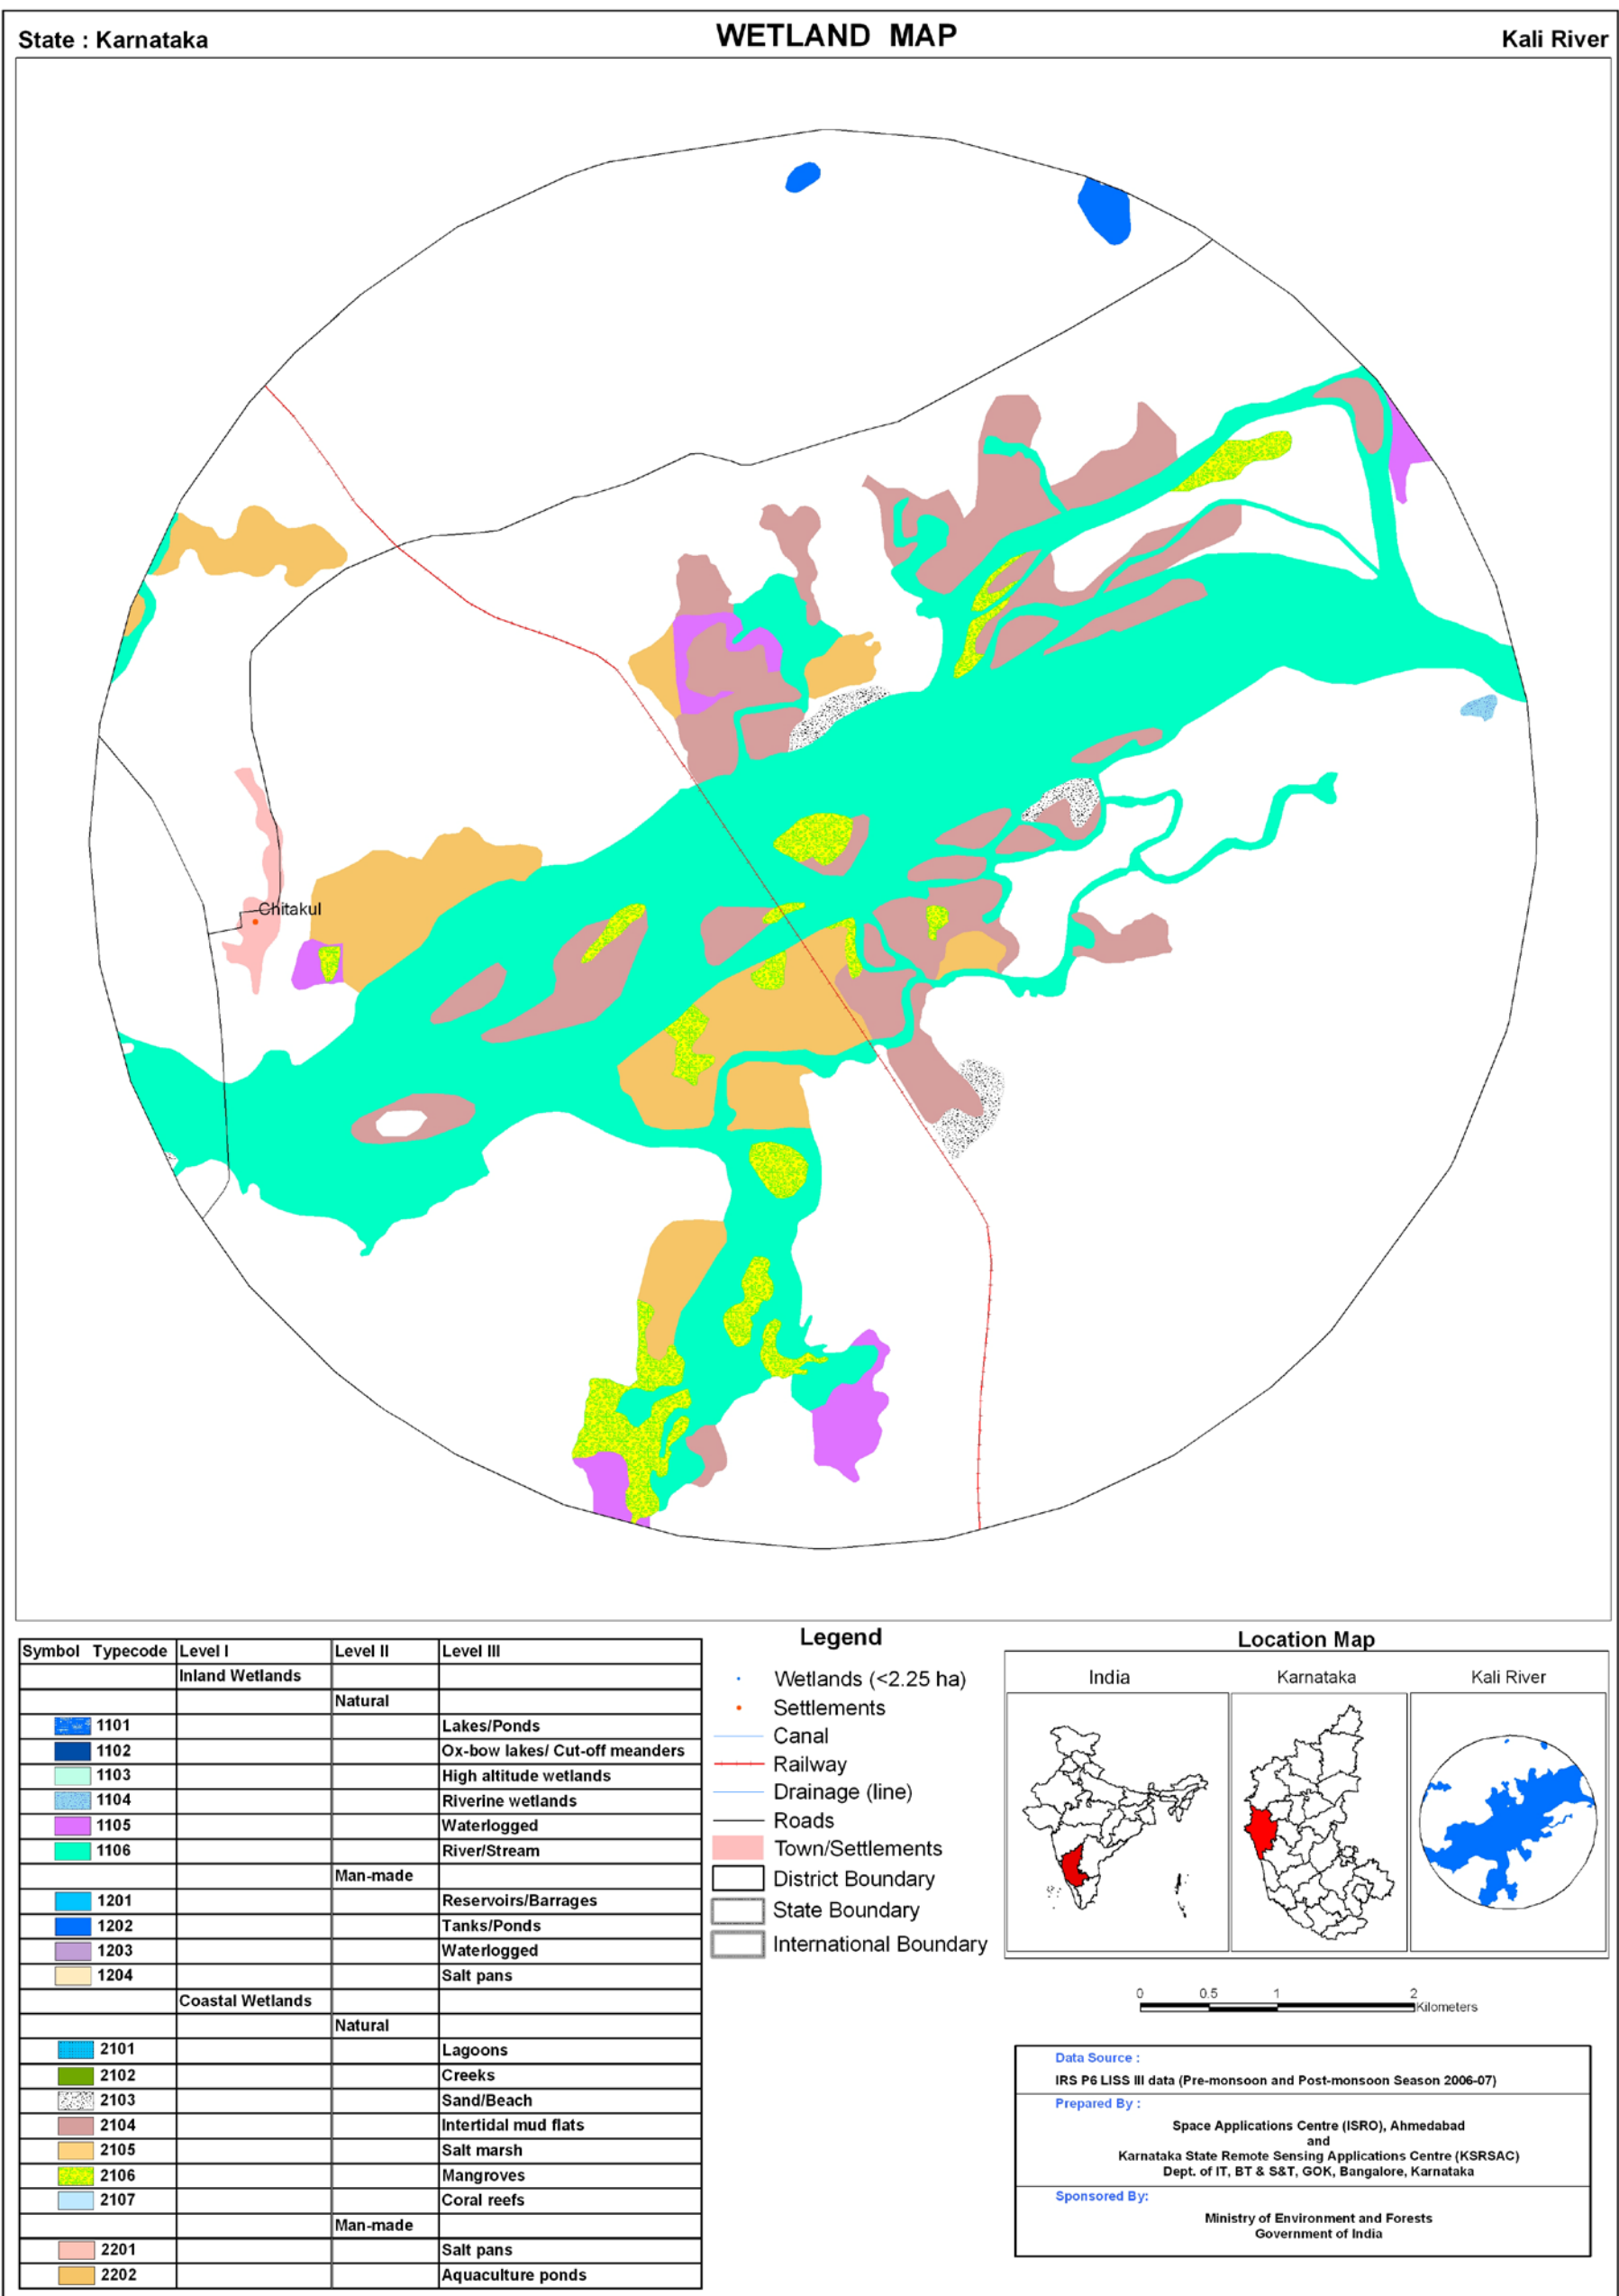 State : Karnataka
WETLAND MAP
Kali River
Chitakul
Symbol Typecode Level I Level II Level III
Inland Wetlands
Natural
1101 Lakes/Ponds
1102 Ox-bow lakes/ Cut-off meanders
1103 High altitude wetlands
1104 Riverine wetlands
1105 Waterlogged
1106 River/Stream
Man-made
1201 Reservoirs/Barrages
1202 Tanks/Ponds
1203 Waterlogged
1204 Salt pans
Coastal Wetlands
Natural
2101 Lagoons
2102 Creeks
2103 Sand/Beach
2104 Intertidal mud flats
2105 Salt marsh
2106 Mangroves
2107 Coral reefs
Man-made
2201 Salt pans
2202 Aquaculture ponds
Legend
Wetlands (<2.25 ha)
Settlements
Canal
Railway
Drainage (line)
Roads
Town/Settlements
District Boundary
State Boundary
International Boundary
Location Map
India
Karnataka
Kali River
0 0.5 1 2
Kilometers
Data Source :
IRS P6 LISS III data (Pre-monsoon and Post-monsoon Season 2006-07)
Prepared By :
Space Applications Centre (ISRO), Ahmedabad
and
Karnataka State Remote Sensing Applications Centre (KSRSAC)
Dept. of IT, BT & S&T, GOK, Bangalore, Karnataka
Sponsored By:
Ministry of Environment and Forests
Government of India